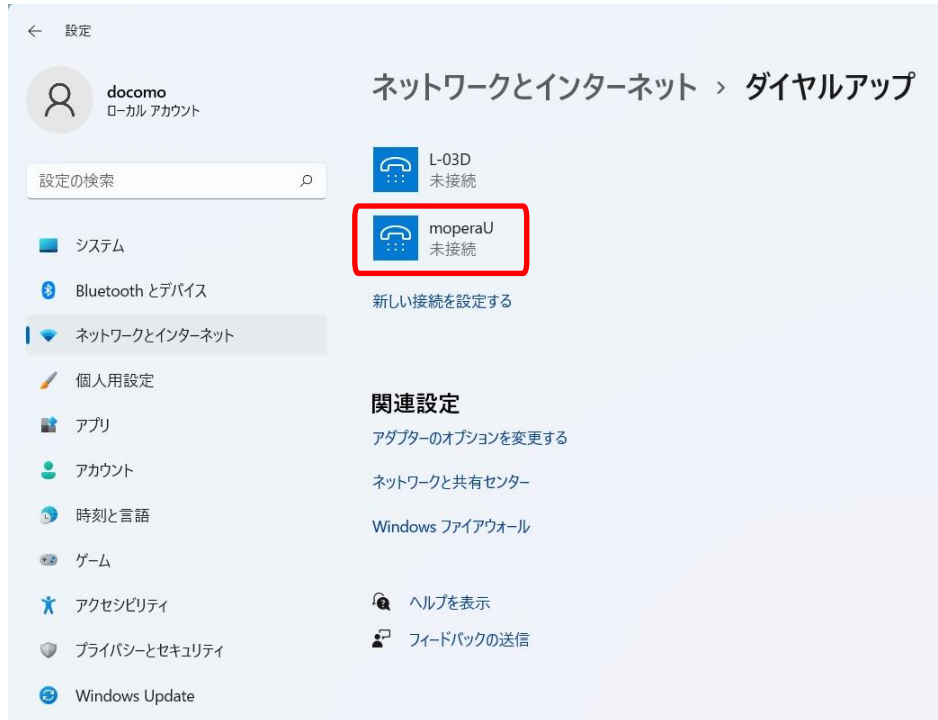 ← 設定
docomo
ローカル アカウント
設定の検索
システム
Bluetooth とデバイス
ネットワークとインターネット
個人用設定
アプリ
アカウント
時刻と言語
ゲーム
アクセシビリティ
プライバシーとセキュリティ
Windows Update
ネットワークとインターネット › ダイヤルアップ
L-03D
未接続
moperaU
未接続
新しい接続を設定する
関連設定
アダプターのオプションを変更する
ネットワークと共有センター
Windows ファイアウォール
ヘルプを表示
フィードバックの送信